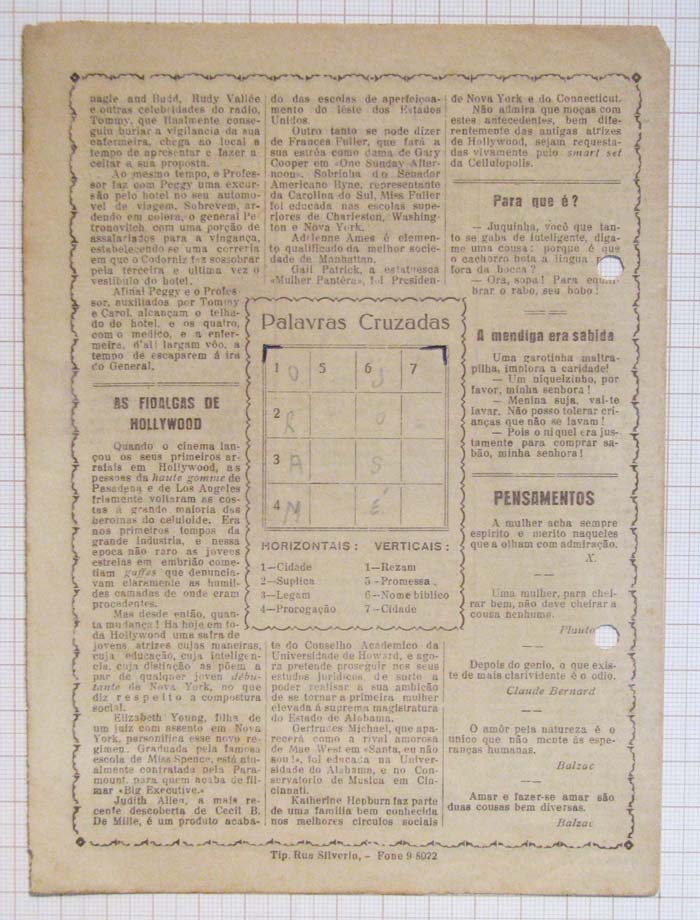 nagle and Budd, Rudy Vallée
e outras celebridades do radio.
Tommy, que finalmente conse-
guiu burlar a vigilancia da sua
enfermeira, chega ao local a
tempo de apresentar e fazer a-
ceitar a sua proposta.
Ao mesmo tempo, o Profes-
sor faz com Peggy uma excur-
são pelo hotel no seu automo-
vel de viagem. Sobrevem, ar-
dendo em colera, o general Pe-
tronovitch com uma porção de
assalariados para a vingança,
estabelecendo-se uma correria
em que o Codorniz faz sossobrar
pela terceira e ultima vez o
vestibulo do hotel.
Afinal Peggy e o Profes-
sor, auxiliados por Tommy
e Carol, alcançam o telha-
do do hotel, e os quatro,
com o medico, e a enfer-
meira, d'ali largam vôo, a
tempo de escaparem á ira
do General.
AS FIDALGAS DE
HOLLYWOOD
Quando o cinema lan-
çou os seus primeiros ar-
raiais em Hollywood, as
pessoas da haute gomme de
Pasadena e de Los Angeles
friamente voltaram as cos-
tas á grande maioria das
heroinas do celuloide. Era
nos primeiros tempos da
grande industria, e nessa
epoca não raro as jovens
estrelas em embrião come-
tiam gaffes que denuncia-
vam claramente as humil-
des camadas de onde eram
procedentes.
Mas desde então, quan-
ta mudança! Ha hoje em to-
da Hollywood uma safra de
jovens atrizes cujas maneiras,
cuja educação, cuja inteligen-
cia, cuja distinção as põem a
par de qualquer joven débu-
tante de Nova York, no que
diz respeito a compostura
social.
Elizabeth Young, filha de
um juiz com assento em Nova
York, personifica esse novo re-
gimen. Graduada pela famosa
escola de Miss Spence, está atu-
almente contratada pela Para-
mount, para quem acaba de fil-
mar «Big Executive.»
Judith Allen, a mais re-
cente descoberta de Cecil B.
De Mille, é um produto acaba-
do das escolas de aperfeiçoa-
mento do léste dos Estados
Unidos.
Outro tanto se pode dizer
de Frances Fuller, que fará a
sua estréa como dama de Gary
Cooper em «One Sunday After-
noon». Sobrinha do Senador
Americano Byne, representante
da Carolina do Sul, Miss Fuller
foi educada nas escolas supe-
riores de Charleston, Washing-
ton e Nova York.
Adrienne Ames é elemen-
to qualificado da melhor socie-
dade de Manhattan.
Gail Patrick, a estatuesca
«Mulher Pantéra», foi Presiden-
Palavras Cruzadas
1 O 5 6 J 7
2 R O
3 A S
4 M É
HORIZONTAIS:
1—Cidade
2—Suplica
3—Legam
4—Prorogação
VERTICAIS:
1—Rezam
5—Promessa
6—Nome biblico
7—Cidade
te do Conselho Academico da
Universidade de Howard, e ago-
ra pretende proseguir nos seus
estudos juridicos, de sorte a
poder realisar a sua ambição
de se tornar a primeira mulher
elevada á suprema magistratura
do Estado de Alabama.
Gertrudes Michael, que apa-
recerá como a rival amorosa
de Mae West em «Santa, eu não
sou!», foi educada na Univer-
sidade do Alabama, e no Con-
servatorio de Musica em Cin-
cinnati.
Katherine Hepburn faz parte
de uma familia bem conhecida
nos melhores circulos sociais
de Nova York e do Connecticut.
Não admira que moças com
estes antecedentes, bem dife-
rentemente das antigas atrizes
de Hollywood, sejam requesta-
das vivamente pelo smart set
da Cellulopolis.
Para que é?
— Juquinha, você que tan-
to se gaba de inteligente, diga-
me uma cousa: porque é que
o cachorro bota a lingua
fora da bocca?
— Ora, sopa! Para
brar o rabo, seu bobo!
A mendiga era sabida
Uma garotinha maltra-
pilha, implora a caridade!
— Um niquelzinho, por
favor, minha senhora!
— Menina suja, vai-te
lavar. Não posso tolerar cri-
anças que não se lavam!
— Pois o niquel era jus-
tamente para comprar sa-
bão, minha senhora!
PENSAMENTOS
A mulher acha sempre
espirito e merito naqueles
que a olham com admiração.
X.
Uma mulher, para chei-
rar bem, não deve cheirar a
cousa nenhuma.
Plauto
Depois do genio, o que exis-
te de mais clarividente é o odio.
Claude Bernard
O amôr pela natureza é o
unico que não mente ás espe-
ranças humanas.
Balzac
Amar e fazer-se amar são
duas cousas bem diversas.
Balzac
Tip. Rua Silverio, - Fone 9-8022